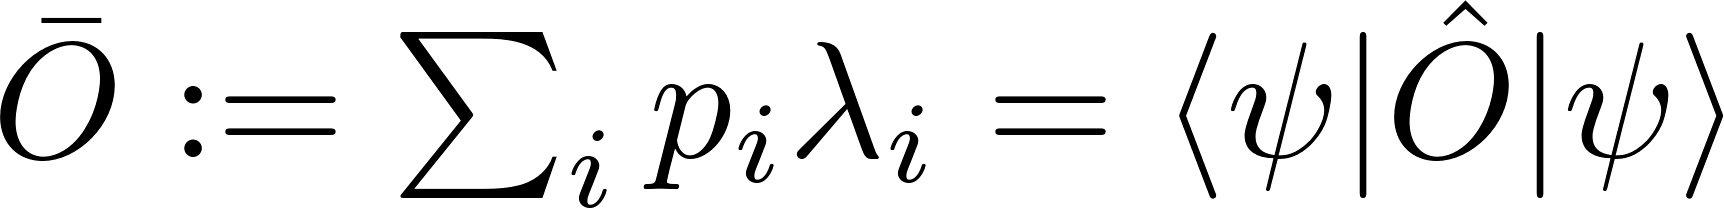 Ō := ∑ᵢ pᵢλᵢ = ⟨ψ|Ô|ψ⟩